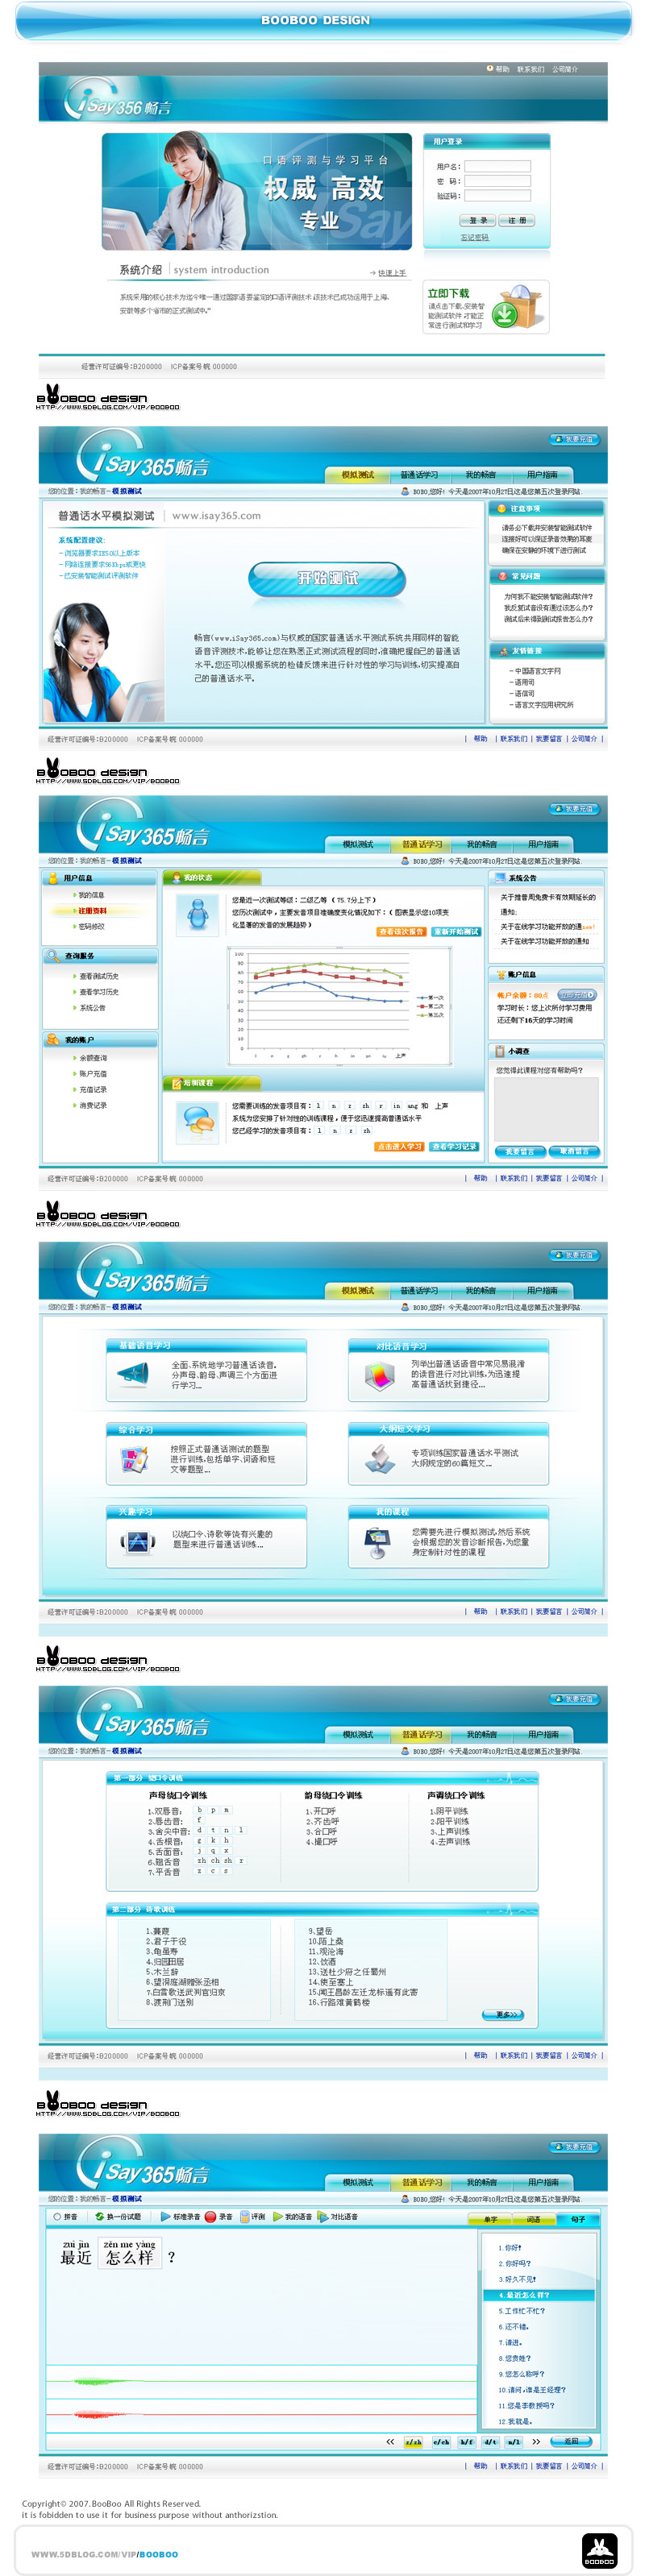 BOOBOO DESIGN
帮助 联系我们 公司简介
iSay356畅言
口语评测与学习平台
权威 高效
专业
用户登录
用户名：
密 码：
验证码：
登 录 注 册
忘记密码
系统介绍 | system introduction
→ 快速上手
系统采用的核心技术为迄今唯一通过国家语委鉴定的口语评测技术,该技术已成功运用于上海、
安徽等多个省市的正式测试中。
立即下载
请点击下载、安装智
能测试软件,才能正
常进行测试和学习
经营许可证编号:B200000 ICP备案号皖 000000
BOOBOO design
HTTP://WWW.5DBLOG.COM/VIP/BOOBOO
我要充值
iSay365畅言
模拟测试 普通话学习 我的畅言 用户指南
您的位置：我的畅言-模拟测试
BOBO,您好! 今天是2007年10月27日这是您第五次登录网站.
普通话水平模拟测试 | www.isay365.com
系统配置建议:
-浏览器要求IE5.0以上版本
-网络连接要求56Kbps或更快
-已安装智能测试评测软件
开始测试
畅言(www.iSay365.com)与权威的国家普通话水平测试系统共用同样的智能
语音评测技术,能够让您在熟悉正式测试流程的同时,准确把握自己的普通话
水平。您还可以根据系统的检错反馈来进行针对性的学习与训练,切实提高自
己的普通话水平。
注意事项
请务必下载并安装智能测试软件
连接好可以保证录音效果的耳麦
确保在安静的环境下进行测试
常见问题
为何我不能安装智能测试软件?
我反复试音没有通过该怎么办?
测试后未得到测试报告怎么办?
友情链接
-中国语言文字网
-语用司
-语信司
-语言文字应用研究所
经营许可证编号:B200000 ICP备案号皖 000000
| 帮助 | 联系我们 | 我要留言 | 公司简介 |
BOOBOO design
HTTP://WWW.5DBLOG.COM/VIP/BOOBOO
我要充值
iSay365畅言
模拟测试 普通话学习 我的畅言 用户指南
您的位置：我的畅言-模拟测试
BOBO,您好! 今天是2007年10月27日这是您第五次登录网站.
用户信息
我的信息
注册资料
密码修改
查询服务
查看测试历史
查看学习历史
系统公告
我的账户
余额查询
账户充值
充值记录
消费记录
我的状态
您最近一次测试等级：二级乙等 （75.7分上下）
您历次测试中，主要发音项目准确度变化情况如下：（图表显示您10项变
化显著的发音的发展趋势）
查看该次报告 重新开始测试
100
90
80
70
60
50
40
30
20
10
0
上声
第一次
第二次
第三次
培训课程
您需要训练的发音项目有： l n z zh r in ang 和 上声
系统为您安排了针对性的训练课程，便于您迅速提高普通话水平
您已经学习的发音项目有： l n z zh
点击进入学习 查看学习记录
系统公告
关于推普周免费卡有效期延长的
通知:
关于在线学习功能开放的通
关于在线学习功能开放的通知
账户信息
帐户余额：80点
立即充值
学习时长：您上次所付学习费用
还还剩下16天的学习时间
小调查
您觉得此课程对您有帮助吗?
我要留言 取消留言
经营许可证编号:B200000 ICP备案号皖 000000
| 帮助 | 联系我们 | 我要留言 | 公司简介 |
BOOBOO design
HTTP://WWW.5DBLOG.COM/VIP/BOOBOO
我要充值
iSay365畅言
模拟测试 普通话学习 我的畅言 用户指南
您的位置：我的畅言-模拟测试
BOBO,您好! 今天是2007年10月27日这是您第五次登录网站.
基础语音学习
全面、系统地学习普通话读音,
分声母、韵母、声调三个方面进
行学习...
对比语音学习
列举出普通话语音中常见易混淆
的读音进行对比训练,为迅速提
高普通话找到捷径...
综合学习
按照正式普通话测试的题型
进行训练,包括单字、词语和短
文等题型...
大纲短文学习
专项训练国家普通话水平测试
大纲规定的60篇短文...
兴趣学习
以绕口令、诗歌等饶有兴趣的
题型来进行普通话训练...
我的课程
您需要先进行模拟测试,然后系统
会根据您的发音诊断报告,为您量
身定制针对性的课程
经营许可证编号:B200000 ICP备案号皖 000000
| 帮助 | 联系我们 | 我要留言 | 公司简介 |
BOOBOO design
HTTP://WWW.5DBLOG.COM/VIP/BOOBOO
我要充值
iSay365畅言
模拟测试 普通话学习 我的畅言 用户指南
您的位置：我的畅言-模拟测试
BOBO,您好! 今天是2007年10月27日这是您第五次登录网站.
第一部分 绕口令训练
声母绕口令训练
1、双唇音: b p m
2、唇齿音: f
3、舌尖中音: d t n l
4、舌根音: g k h
5、舌面音: j q x
6、翘舌音 zh ch sh r
7、平舌音 z c s
韵母绕口令训练
1、开口呼
2、齐齿呼
3、合口呼
4、撮口呼
声调绕口令训练
1、阴平训练
2、阳平训练
3、上声训练
4、去声训练
第二部分 诗歌训练
1、蒹葭
2、君子于役
3、龟虽寿
4、归园田居
5、木兰辞
6、望洞庭湖赠张丞相
7、白雪歌送武判官归京
8、渡荆门送别
9、望岳
10、陌上桑
11、观沧海
12、饮酒
13、送杜少府之任蜀州
14、使至塞上
15、闻王昌龄左迁龙标遥有此寄
16、行路难黄鹤楼
更多>>
经营许可证编号:B200000 ICP备案号皖 000000
| 帮助 | 联系我们 | 我要留言 | 公司简介 |
BOOBOO design
HTTP://WWW.5DBLOG.COM/VIP/BOOBOO
我要充值
iSay365畅言
模拟测试 普通话学习 我的畅言 用户指南
您的位置：我的畅言-模拟测试
BOBO,您好! 今天是2007年10月27日这是您第五次登录网站.
拼音 换一份试题 标准录音 录音 评测 我的语音 对比语音
单字 词语 句子
zuì jìn zěn me yàng
最近 怎么样 ？
1.你好!
2.你好吗?
3.好久不见!
4.最近怎么样?
5.工作忙不忙?
6.还不错。
7.请进。
8.您贵姓?
9.您怎么称呼?
10.请问,谁是王经理?
11.您是李教授吗?
12.我就是。
<< z/zh c/ch h/f d/t n/l >> 返回
经营许可证编号:B200000 ICP备案号皖 000000
| 帮助 | 联系我们 | 我要留言 | 公司简介 |
Copyright© 2007. BooBoo All Rights Reserved.
it is fobidden to use it for business purpose without anthorizstion.
WWW.5DBLOG.COM/VIP/BOOBOO
BOOBOO